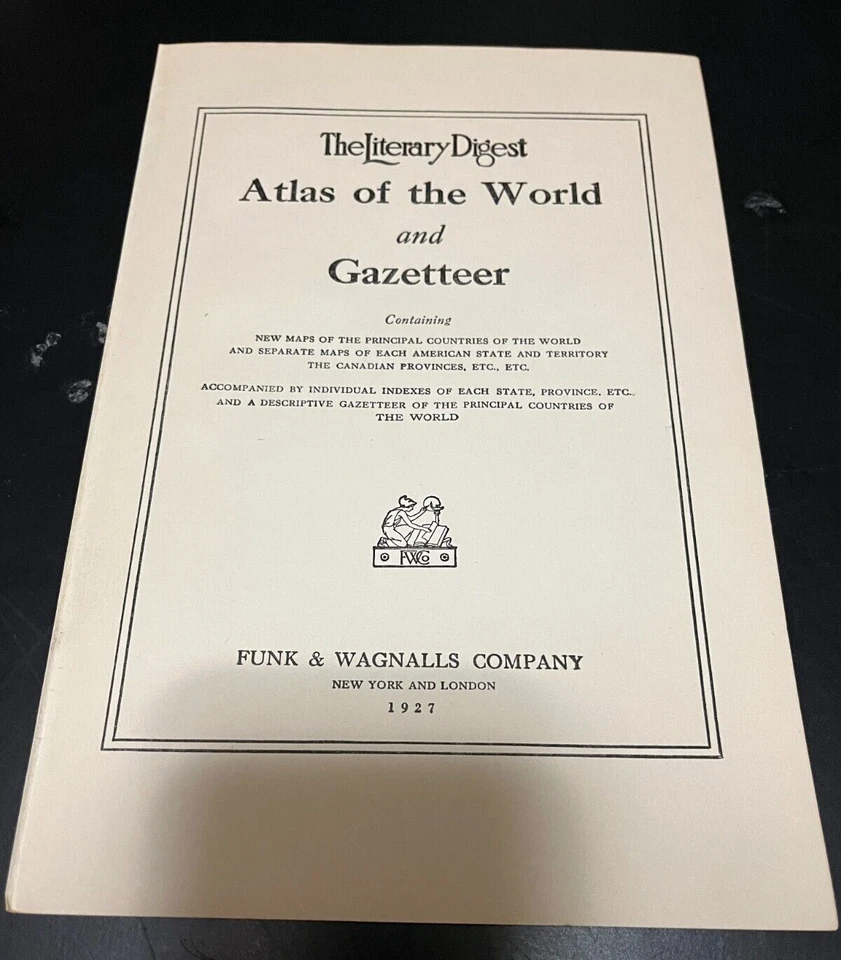 The Literary Digest
Atlas of the World
and
Gazetteer
Containing
NEW MAPS OF THE PRINCIPAL COUNTRIES OF THE WORLD
AND SEPARATE MAPS OF EACH AMERICAN STATE AND TERRITORY
THE CANADIAN PROVINCES, ETC., ETC.
ACCOMPANIED BY INDIVIDUAL INDEXES OF EACH STATE, PROVINCE, ETC.,
AND A DESCRIPTIVE GAZETTEER OF THE PRINCIPAL COUNTRIES OF
THE WORLD
FWCo
FUNK & WAGNALLS COMPANY
NEW YORK AND LONDON
1927